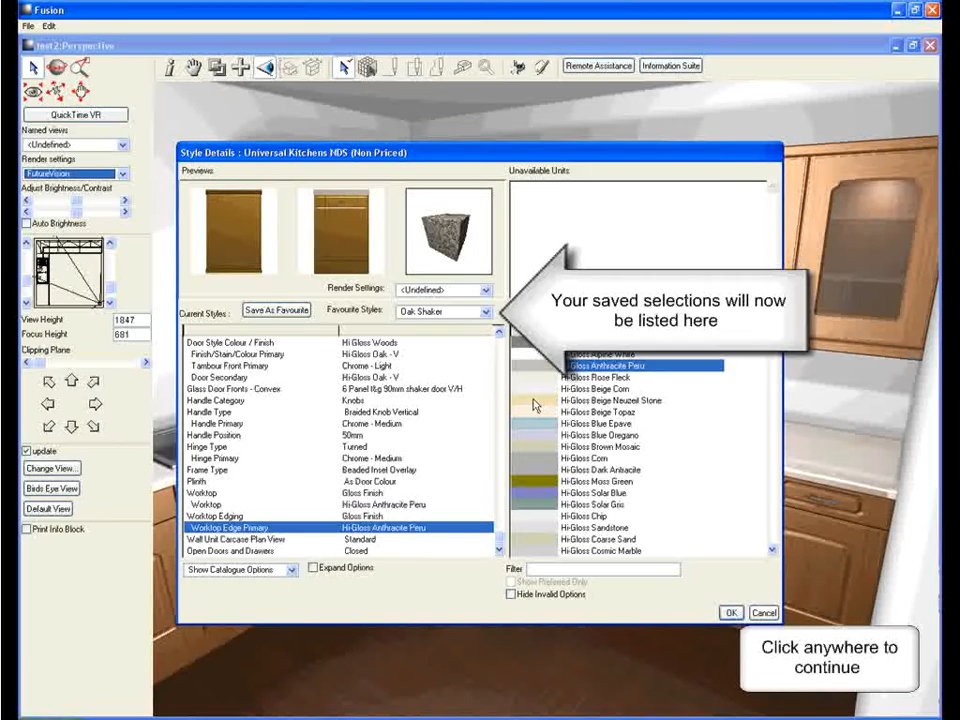 Fusion
File Edit
test2:Perspective
Remote Assistance Information Suite
QuickTime VR
Named views
<Undefined>
Render settings
FutureVision
Adjust Brightness/Contrast
Auto Brightness
View Height 1847
Focus Height 681
Clipping Plane
update
Change View...
Birds Eye View
Default View
Print Info Block
Style Details : Universal Kitchens NDS (Non Priced)
Previews
Unavailable Units
Render Settings: <Undefined>
Current Styles : Save As Favourite Favourite Styles: Oak Shaker
Door Style Colour / Finish Hi Gloss Woods
Finish/Stain/Colour Primary Hi-Gloss Oak - V
Tambour Front Primary Chrome - Light
Door Secondary Hi-Gloss Oak - V
Glass Door Fronts - Convex 6 Panel t&g 90mm shaker door V/H
Handle Category Knobs
Handle Type Braided Knob Vertical
Handle Primary Chrome - Medium
Handle Position 50mm
Hinge Type Turned
Hinge Primary Chrome - Medium
Frame Type Beaded Inset Overlay
Plinth As Door Colour
Worktop Gloss Finish
Worktop Hi-Gloss Anthracite Peru
Worktop Edging Gloss Finish
Worktop Edge Primary Hi-Gloss Anthracite Peru
Wall Unit Carcase Plan View Standard
Open Doors and Drawers Closed
Show Catalogue Options Expand Options
Your saved selections will now
be listed here
Hi-Gloss Alpine White
Gloss Anthracite Peru
Hi-Gloss Rose Fleck
Hi-Gloss Beige Corn
Hi-Gloss Beige Neuzeit Stone
Hi-Gloss Beige Topaz
Hi-Gloss Blue Epave
Hi-Gloss Blue Oregano
Hi-Gloss Brown Mosaic
Hi-Gloss Corn
Hi-Gloss Dark Antracite
Hi-Gloss Moss Green
Hi-Gloss Solar Blue
Hi-Gloss Solar Gris
Hi-Gloss Chip
Hi-Gloss Sandstone
Hi-Gloss Coarse Sand
Hi-Gloss Cosmic Marble
Filter
Show Preferred Only
Hide Invalid Options
OK Cancel
Click anywhere to
continue